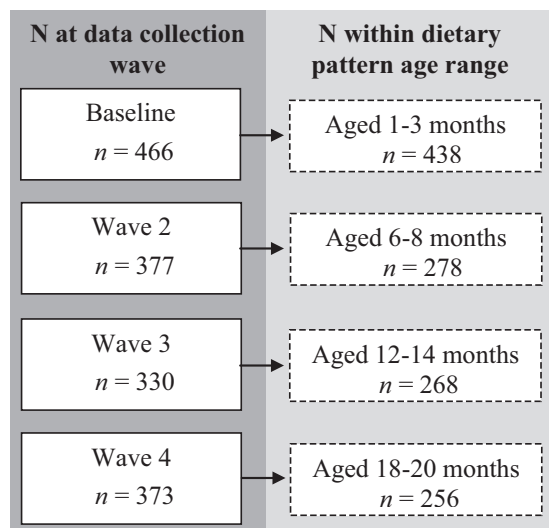 N at data collection
wave
N within dietary
pattern age range
Baseline
n = 466
Aged 1-3 months
n = 438
Wave 2
n = 377
Aged 6-8 months
n = 278
Wave 3
n = 330
Aged 12-14 months
n = 268
Wave 4
n = 373
Aged 18-20 months
n = 256